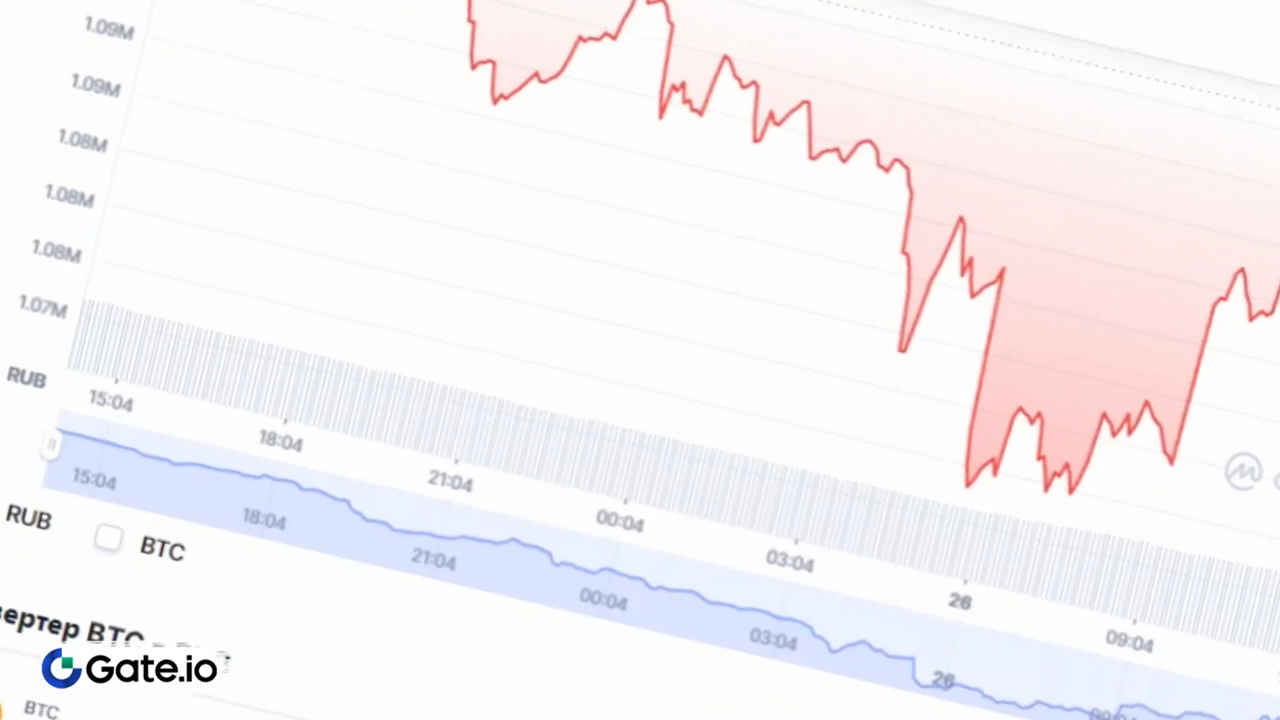 1.09M
1.09M
1.08M
1.08M
1.08M
1.07M
RUB
15:04
18:04
21:04
00:04
03:04
26
09:04
15:04
18:04
21:04
00:04
03:04
26
RUB
BTC
вертер BTC
Gate.io
BTC